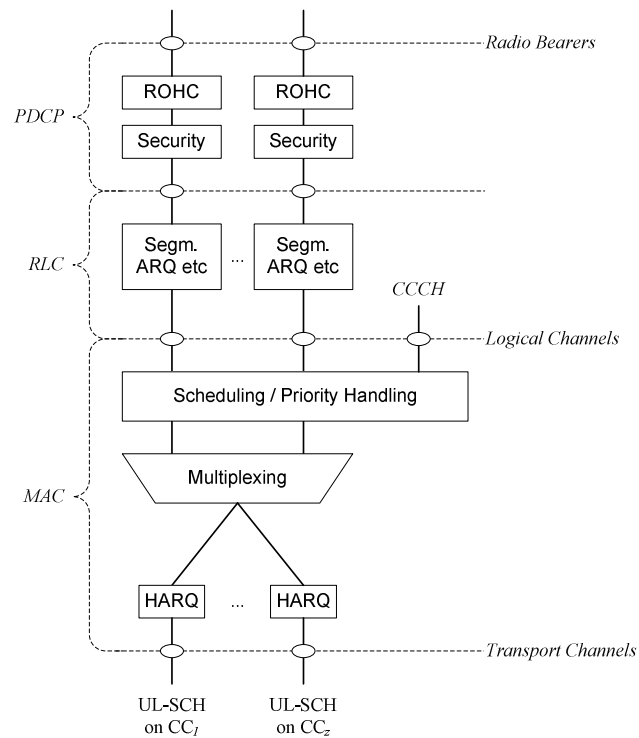 Radio Bearers
ROHC
ROHC
PDCP
Security
Security
Segm.
ARQ etc
...
Segm.
ARQ etc
RLC
CCCH
Logical Channels
Scheduling / Priority Handling
Multiplexing
MAC
HARQ
...
HARQ
Transport Channels
UL-SCH
on CC1
UL-SCH
on CCz